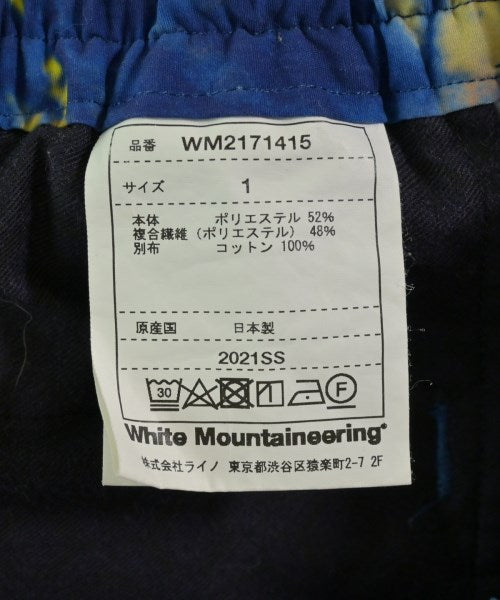 品番 WM2171415
サイズ 1
本体 ポリエステル 52%
複合繊維(ポリエステル) 48%
別布 コットン 100%
原産国 日本製
2021SS
30 F
White Mountaineering®
株式会社ライノ 東京都渋谷区猿楽町2-7 2F